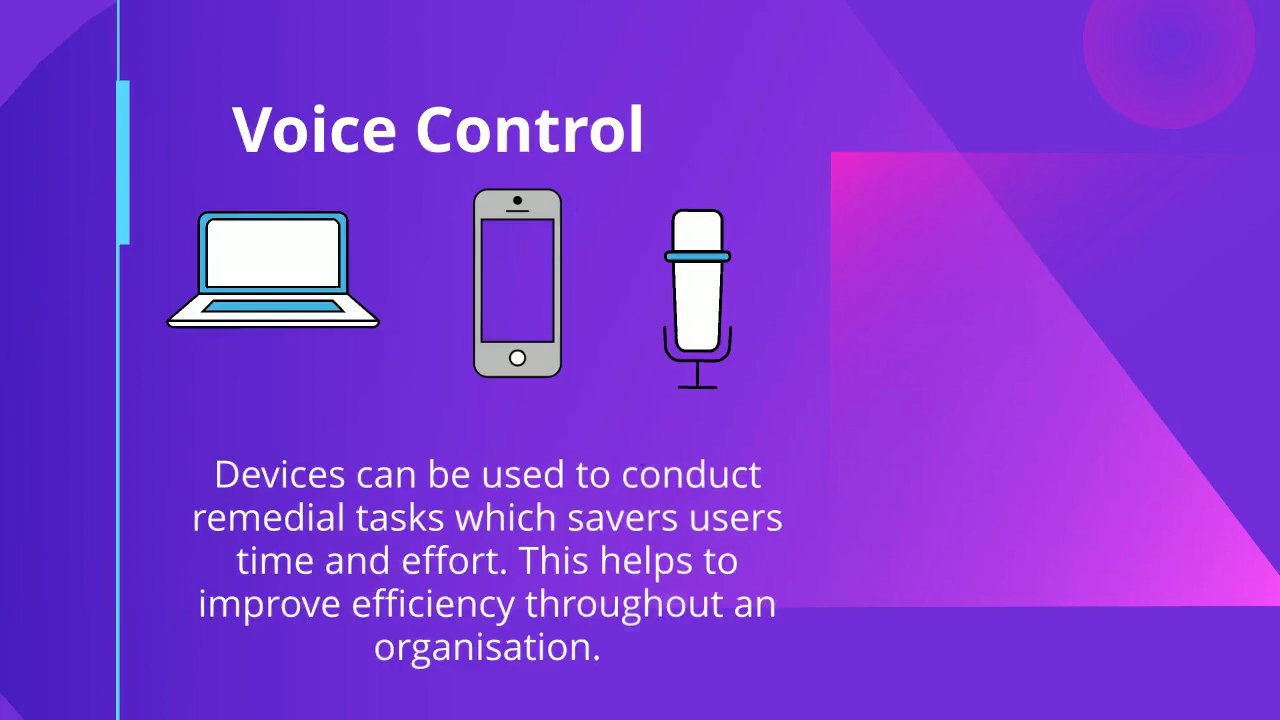 Voice Control
Devices can be used to conduct
remedial tasks which savers users
time and effort. This helps to
improve efficiency throughout an
organisation.